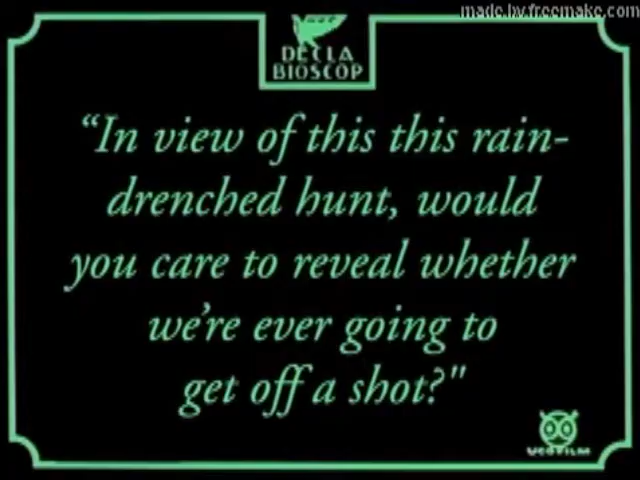 made.by.freemake.com
DECLA
BIOSCOP
“In view of this this rain-
drenched hunt, would
you care to reveal whether
we’re ever going to
get off a shot?"
UCOFILM